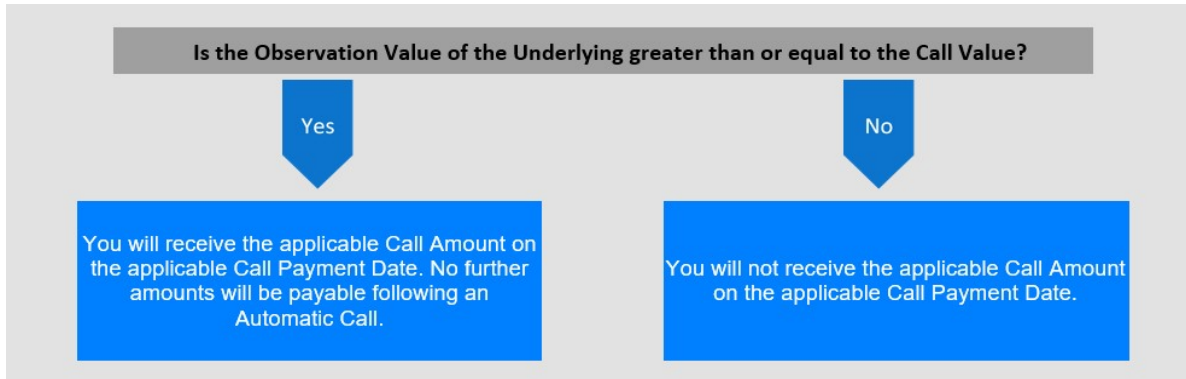 Is the Observation Value of the Underlying greater than or equal to the Call Value?
Yes
No
You will receive the applicable Call Amount on
the applicable Call Payment Date. No further
amounts will be payable following an
Automatic Call.
You will not receive the applicable Call Amount
on the applicable Call Payment Date.